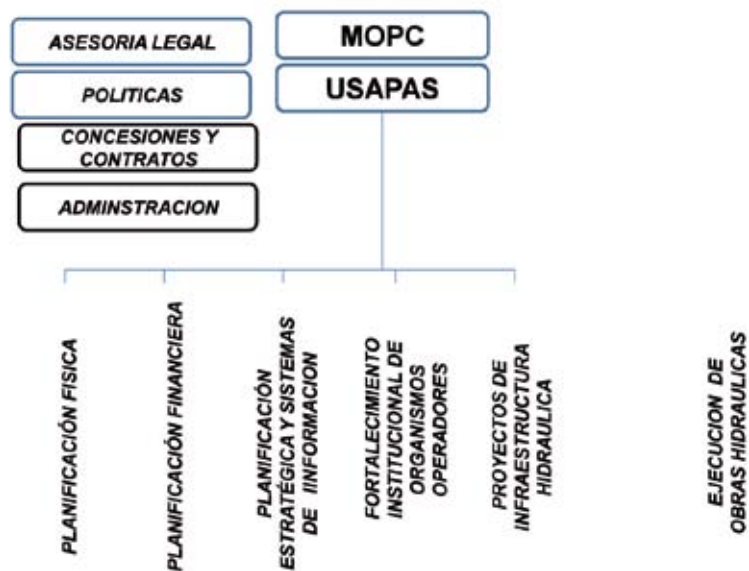 ASESORIA LEGAL
POLITICAS
CONCESIONES Y
CONTRATOS
ADMINSTRACION
MOPC
USAPAS
PLANIFICACIÓN FISICA
PLANIFICACIÓN FINANCIERA
PLANIFICACIÓN
ESTRATÉGICA Y SISTEMAS
DE IINFORMACION
FORTALECIMIENTO
INSTITUCIONAL DE
ORGANISMOS
OPERADORES
PROYECTOS DE
INFRAESTRUCTURA
HIDRAULICA
EJECUCION DE
OBRAS HIDRAULICAS